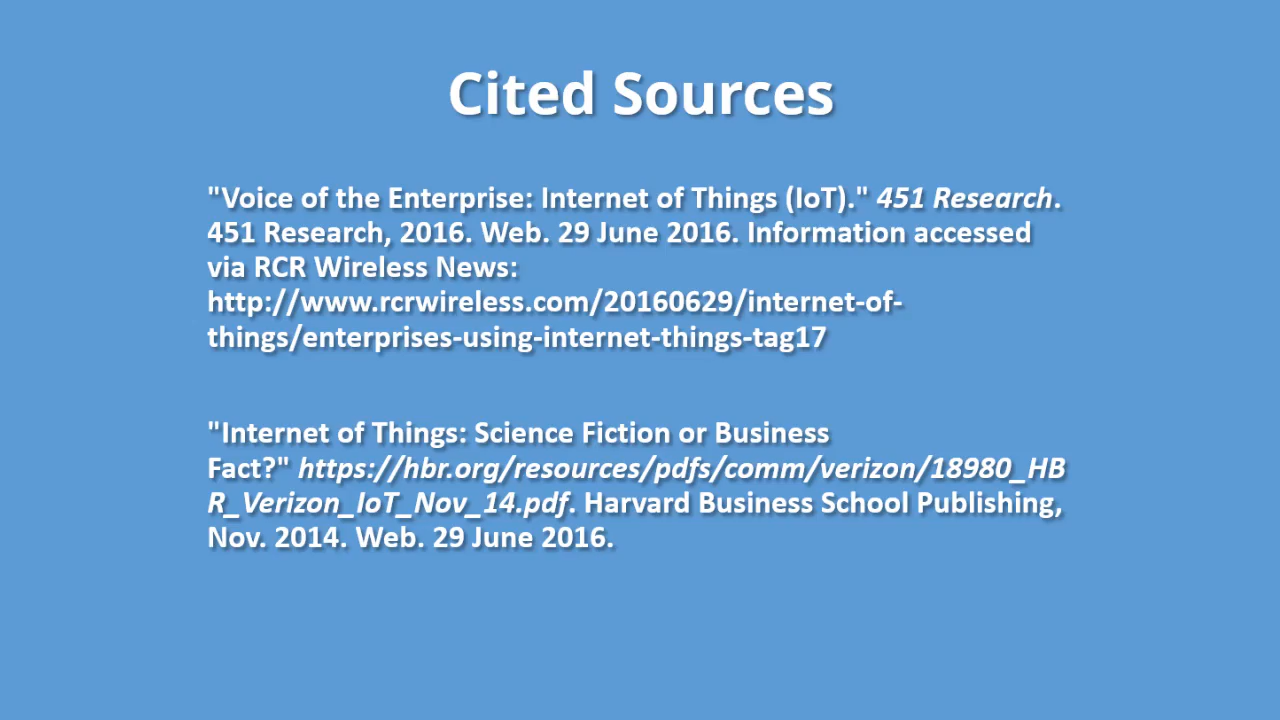 Cited Sources
"Voice of the Enterprise: Internet of Things (IoT)." 451 Research.
451 Research, 2016. Web. 29 June 2016. Information accessed
via RCR Wireless News:
http://www.rcrwireless.com/20160629/internet-of-
things/enterprises-using-internet-things-tag17
"Internet of Things: Science Fiction or Business
Fact?" https://hbr.org/resources/pdfs/comm/verizon/18980_HB
R_Verizon_IoT_Nov_14.pdf. Harvard Business School Publishing,
Nov. 2014. Web. 29 June 2016.